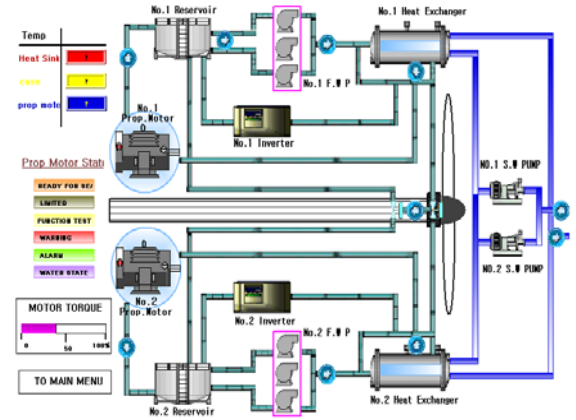 Temp
Heat Sink
?
?
prop moto
?
No.1 Reservoir
No.1 F.W P
No.1 Heat Exchanger
No.1
Prop.Motor
No.1 Inverter
Prop Motor Stat
READY FOR SEA
LIMITED
FUNCTION TEST
WARNING
ALARM
WATER STATE
NO.1 S.W PUMP
NO.2 S.W PUMP
No.2
Prop.Motor
No.2 Inverter
MOTOR TORQUE
0 50 100%
No.2 F.W P
TO MAIN MENU
No.2 Reservoir
No.2 Heat Exchanger